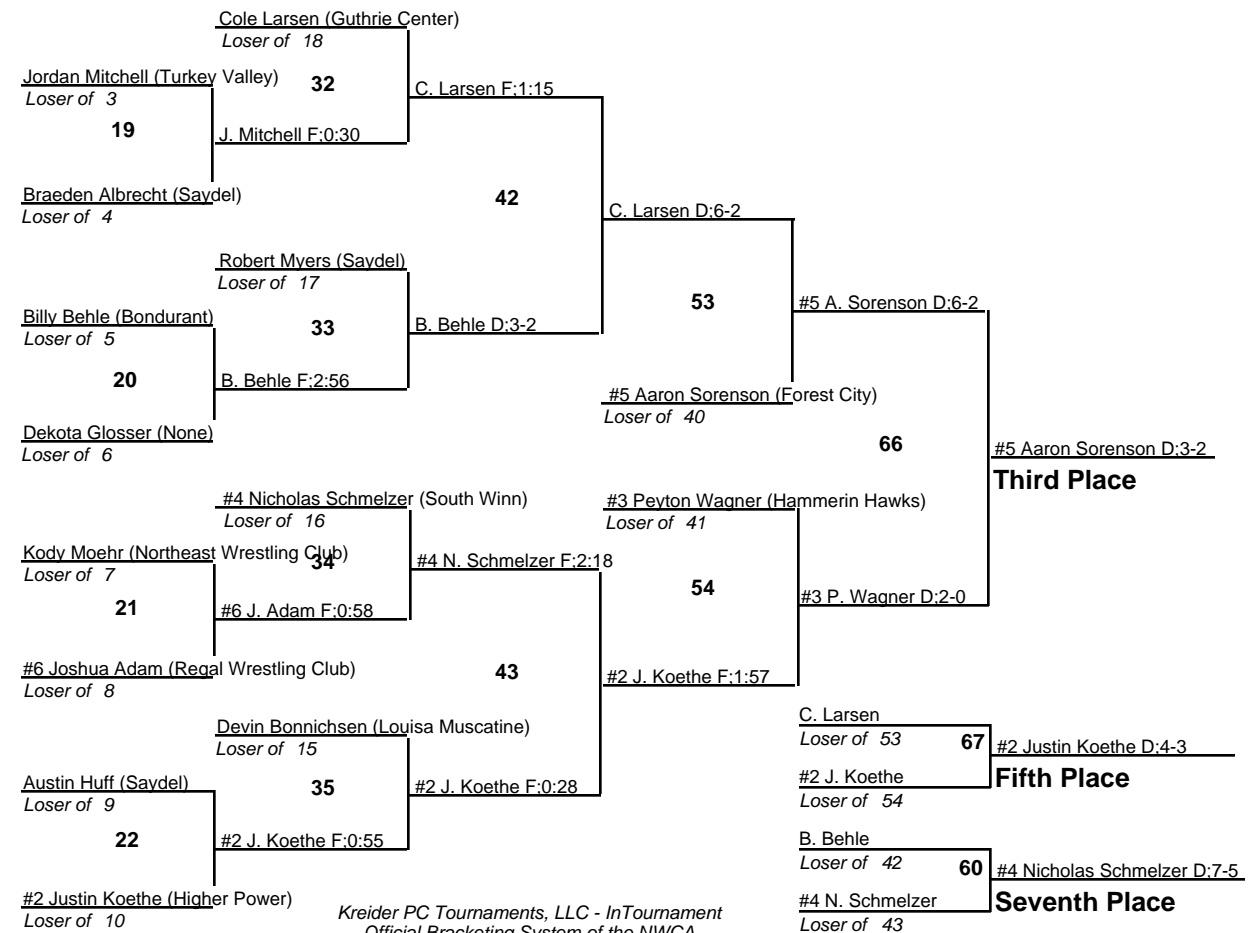 Cole Larsen (Guthrie Center)
Loser of 18
Jordan Mitchell (Turkey Valley)
32
C. Larsen F;1:15
Loser of 3
19
J. Mitchell F;0:30
Braeden Albrecht (Saydel)
42
Loser of 4
C. Larsen D;6-2
Robert Myers (Saydel)
Loser of 17
53
#5 A. Sorenson D;6-2
Billy Behle (Bondurant)
33
B. Behle D;3-2
Loser of 5
20
B. Behle F;2:56
#5 Aaron Sorenson (Forest City)
Loser of 40
Dekota Glosser (None)
66
#5 Aaron Sorenson D;3-2
Loser of 6
Third Place
#4 Nicholas Schmelzer (South Winn)
#3 Peyton Wagner (Hammerin Hawks)
Loser of 16
Loser of 41
Kody Moehr (Northeast Wrestling Club)
34
#4 N. Schmelzer F;2:18
Loser of 7
54
21
#6 J. Adam F;0:58
#3 P. Wagner D;2-0
#6 Joshua Adam (Regal Wrestling Club)
43
#2 J. Koethe F;1:57
Loser of 8
Devin Bonnichsen (Louisa Muscatine)
C. Larsen
Loser of 15
Loser of 53
67
#2 Justin Koethe D;4-3
Austin Huff (Saydel)
35
#2 J. Koethe F;0:28
#2 J. Koethe
Fifth Place
Loser of 9
Loser of 54
22
#2 J. Koethe F;0:55
B. Behle
Loser of 42
60
#4 Nicholas Schmelzer D;7-5
#2 Justin Koethe (Higher Power)
#4 N. Schmelzer
Seventh Place
Loser of 10
Loser of 43
Kreider PC Tournaments, LLC - InTournament
Official Bracketing System of the NWCA